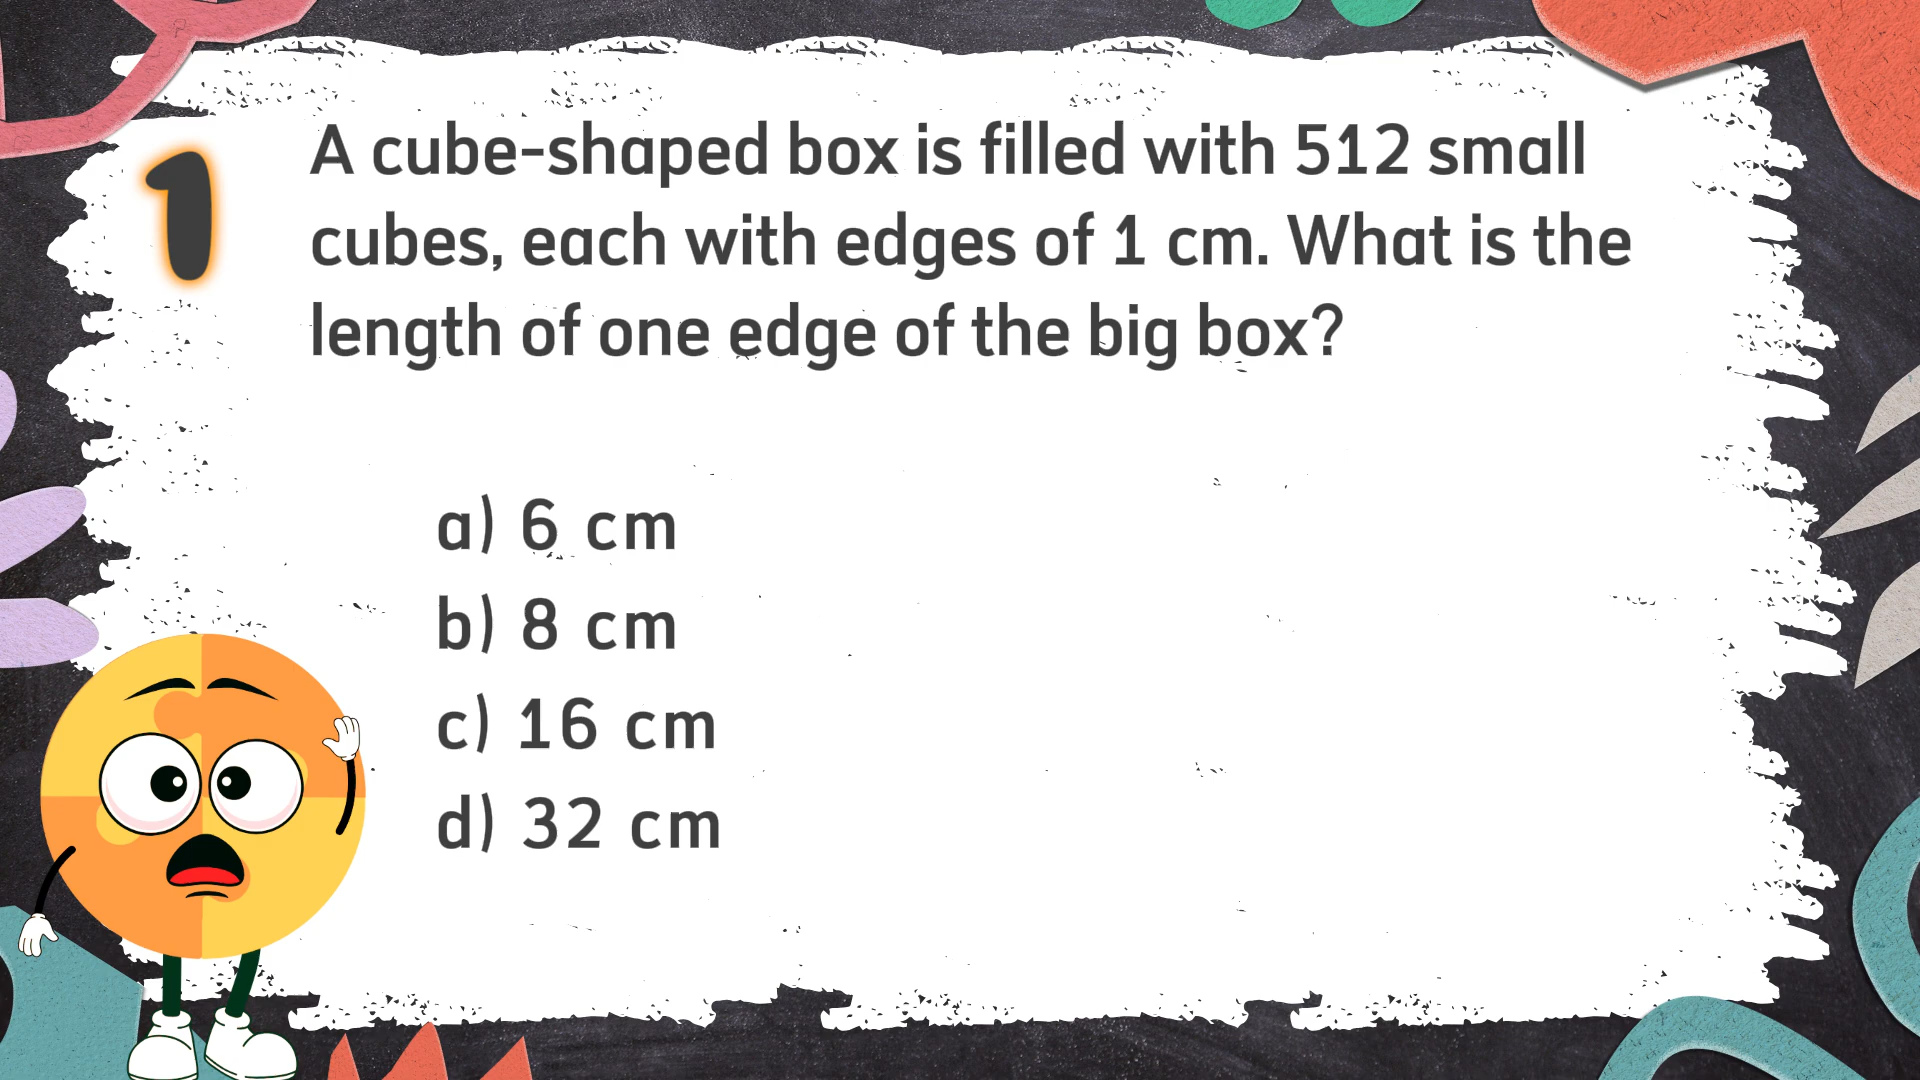 1
A cube-shaped box is filled with 512 small
cubes, each with edges of 1 cm. What is the
length of one edge of the big box?
a) 6 cm
b) 8 cm
c) 16 cm
d) 32 cm